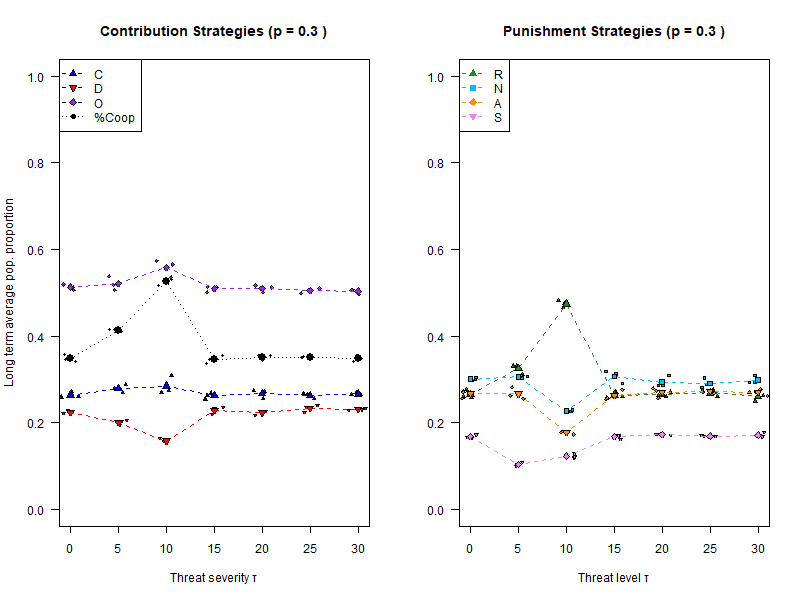 Contribution Strategies (p = 0.3 )
C
D
O
%Coop
1.0
0.8
0.6
0.4
0.2
0.0
Long term average pop. proportion
0 5 10 15 20 25 30
Threat severity τ
Punishment Strategies (p = 0.3 )
R
N
A
S
1.0
0.8
0.6
0.4
0.2
0.0
0 5 10 15 20 25 30
Threat level τ